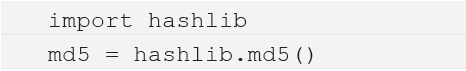 import hashlib
md5 = hashlib.md5()